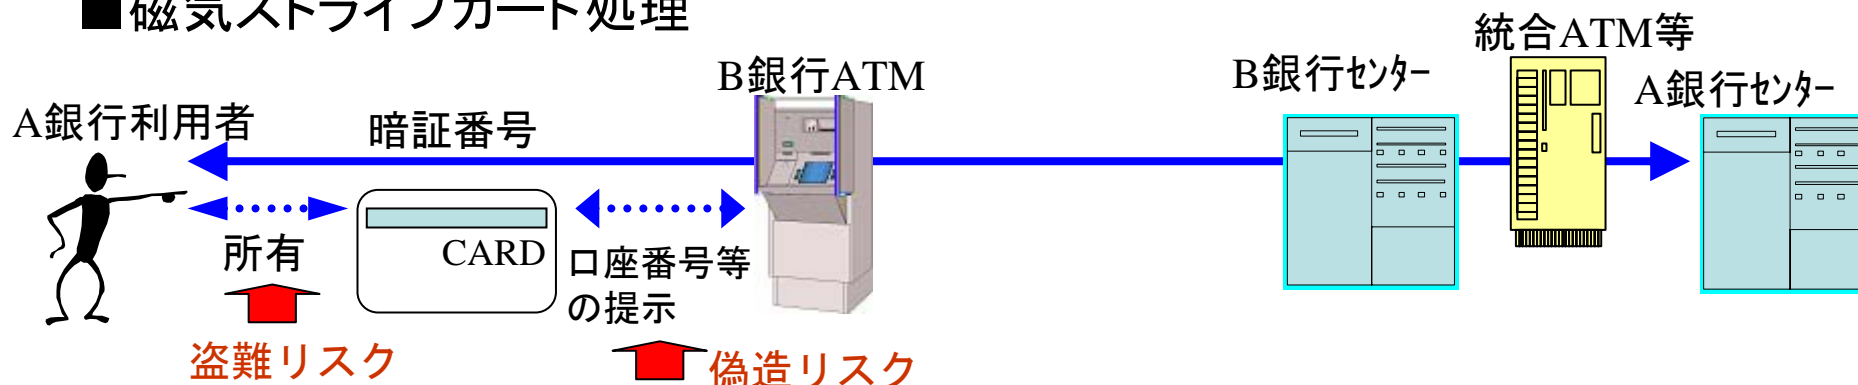 ■磁気ストライプカード処理
統合ATM等
B銀行ATM
B銀行ｾﾝﾀｰ
A銀行ｾﾝﾀｰ
A銀行利用者
暗証番号
所有
CARD
口座番号等
の提示
盗難リスク
偽造リスク